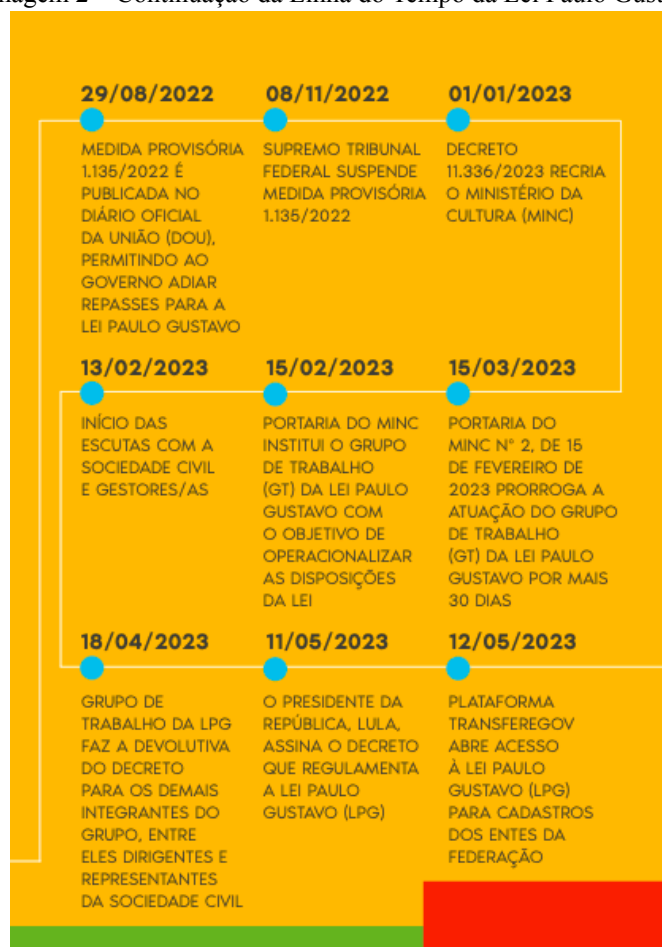 Continuação da Linha do Tempo da Lei Paulo
29/08/2022
MEDIDA PROVISÓRIA
1.135/2022 É
PUBLICADA NO
DIÁRIO OFICIAL
DA UNIÃO (DOU),
PERMITINDO AO
GOVERNO ADIAR
REPASSES PARA A
LEI PAULO GUSTAVO
08/11/2022
SUPREMO TRIBUNAL
FEDERAL SUSPENDE
MEDIDA PROVISÓRIA
1.135/2022
01/01/2023
DECRETO
11.336/2023 RECRIA
O MINISTÉRIO DA
CULTURA (MINC)
13/02/2023
INÍCIO DAS
ESCUTAS COM A
SOCIEDADE CIVIL
E GESTORES/AS
15/02/2023
PORTARIA DO MINC
INSTITUI O GRUPO
DE TRABALHO
(GT) DA LEI PAULO
GUSTAVO COM
O OBJETIVO DE
OPERACIONALIZAR
AS DISPOSIÇÕES
DA LEI
15/03/2023
PORTARIA DO
MINC N° 2, DE 15
DE FEVEREIRO DE
2023 PRORROGA A
ATUAÇÃO DO GRUPO
DE TRABALHO
(GT) DA LEI PAULO
GUSTAVO POR MAIS
30 DIAS
18/04/2023
GRUPO DE
TRABALHO DA LPG
FAZ A DEVOLUTIVA
DO DECRETO
PARA OS DEMAIS
INTEGRANTES DO
GRUPO, ENTRE
ELES DIRIGENTES E
REPRESENTANTES
DA SOCIEDADE CIVIL
11/05/2023
O PRESIDENTE DA
REPÚBLICA, LULA,
ASSINA O DECRETO
QUE REGULAMENTA
A LEI PAULO
GUSTAVO (LPG)
12/05/2023
PLATAFORMA
TRANSFEREGOV
ABRE ACESSO
À LEI PAULO
GUSTAVO (LPG)
PARA CADASTROS
DOS ENTES DA
FEDERAÇÃO